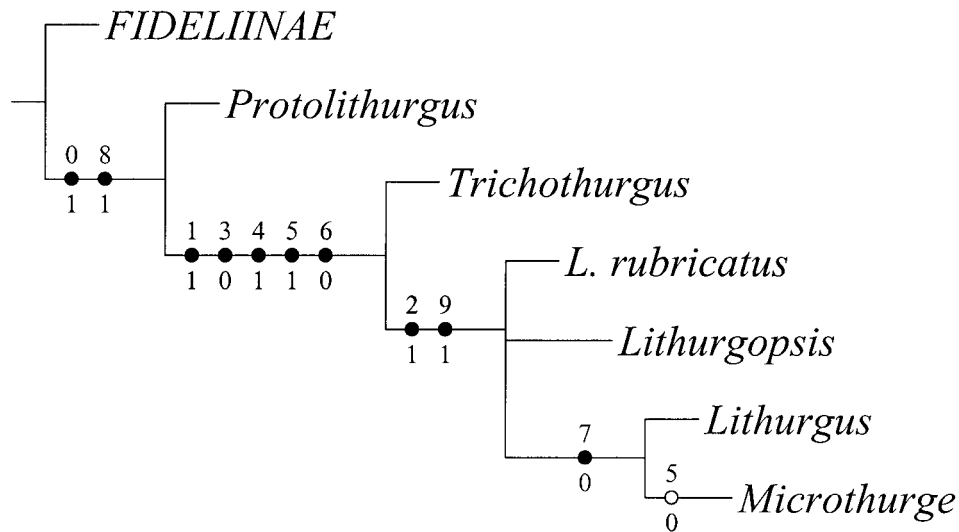 FIDELIINAE
Protolithurgus
0 8
1 1
Trichothurgus
1 3 4 5 6
1 0 1 1 0
L. rubricatus
2 9
1 1
Lithurgopsis
Lithurgus
7
0
5
Microthurge
0